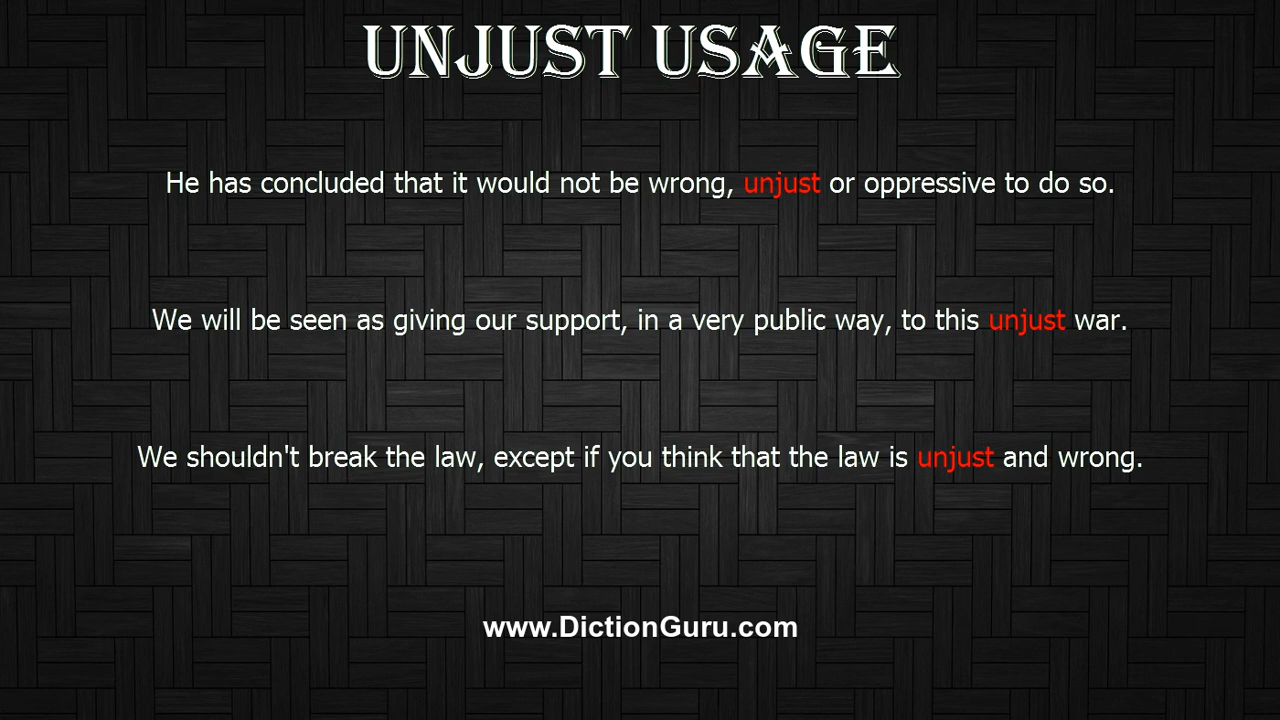 UNJUST USAGE
He has concluded that it would not be wrong, unjust or oppressive to do so.
We will be seen as giving our support, in a very public way, to this unjust war.
We shouldn't break the law, except if you think that the law is unjust and wrong.
www.DictionGuru.com